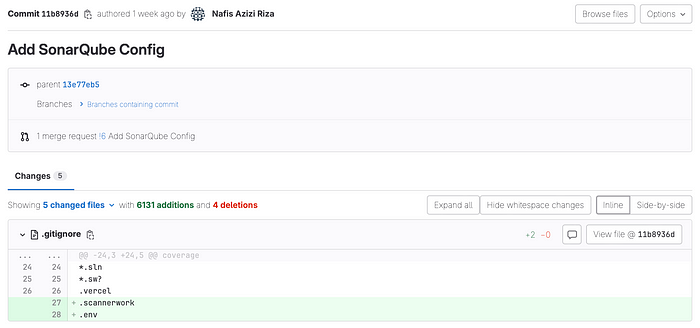 Commit 11b8936d authored 1 week ago by Nafis Azizi Riza Browse files Options
Add SonarQube Config
parent 13e77eb5
Branches Branches containing commit
1 merge request !6 Add SonarQube Config
Changes 5
Showing 5 changed files with 6131 additions and 4 deletions Expand all Hide whitespace changes Inline Side-by-side
.gitignore +2 -0 View file @ 11b8936d
... ... @@ -24,3 +24,5 @@ coverage
24 24 *.sln
25 25 *.sw?
26 26 .vercel
27 + .scannerwork
28 + .env